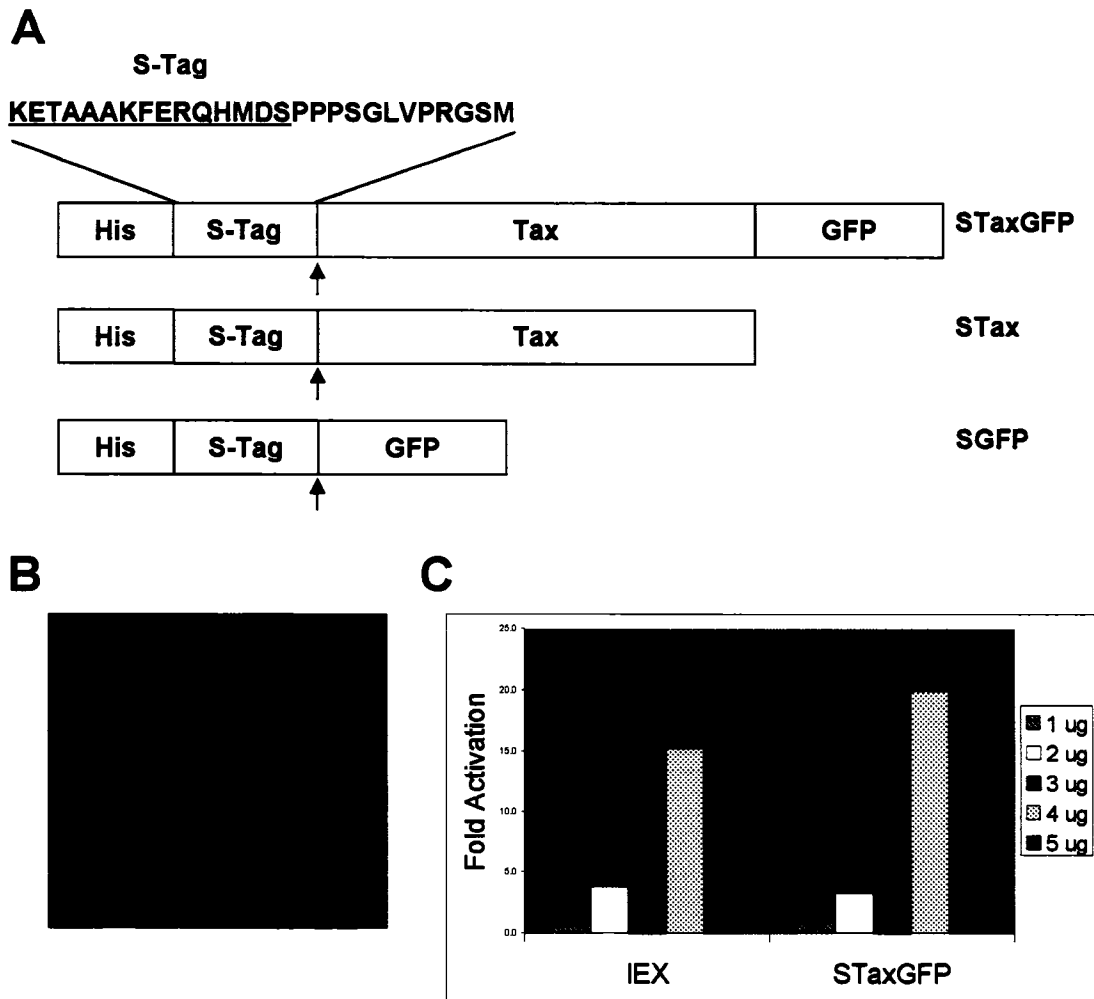 A
S-Tag
KETAAAKFERQHMDSPPPSGLVPRGSM
His S-Tag Tax GFP STaxGFP
His S-Tag Tax STax
His S-Tag GFP SGFP
B
C
25.0
20.0
15.0
10.0
5.0
0.0
Fold Activation
1 ug
2 ug
3 ug
4 ug
5 ug
IEX STaxGFP